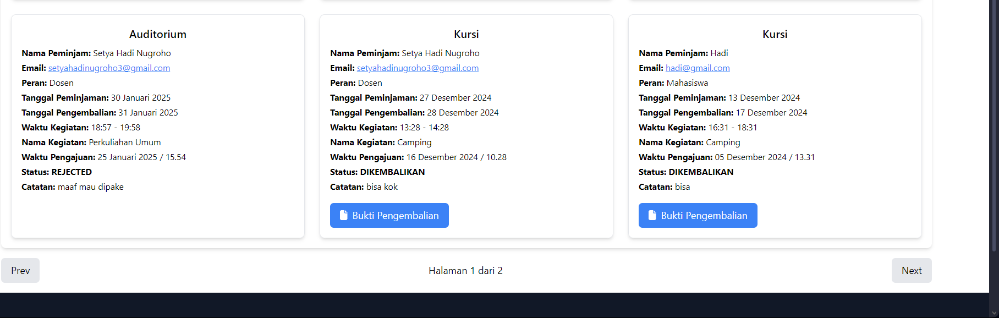 Auditorium
Nama Peminjam: Setya Hadi Nugroho
Email: setyahadinugroho3@gmail.com
Peran: Dosen
Tanggal Peminjaman: 30 Januari 2025
Tanggal Pengembalian: 31 Januari 2025
Waktu Kegiatan: 18:57 - 19:58
Nama Kegiatan: Perkuliahan Umum
Waktu Pengajuan: 25 Januari 2025 / 15.54
Status: REJECTED
Catatan: maaf mau dipake
Kursi
Nama Peminjam: Setya Hadi Nugroho
Email: setyahadinugroho3@gmail.com
Peran: Dosen
Tanggal Peminjaman: 27 Desember 2024
Tanggal Pengembalian: 28 Desember 2024
Waktu Kegiatan: 13:28 - 14:28
Nama Kegiatan: Camping
Waktu Pengajuan: 16 Desember 2024 / 10.28
Status: DIKEMBALIKAN
Catatan: bisa kok
Bukti Pengembalian
Kursi
Nama Peminjam: Hadi
Email: hadi@gmail.com
Peran: Mahasiswa
Tanggal Peminjaman: 13 Desember 2024
Tanggal Pengembalian: 17 Desember 2024
Waktu Kegiatan: 16:31 - 18:31
Nama Kegiatan: Camping
Waktu Pengajuan: 05 Desember 2024 / 13.31
Status: DIKEMBALIKAN
Catatan: bisa
Bukti Pengembalian
Prev
Halaman 1 dari 2
Next